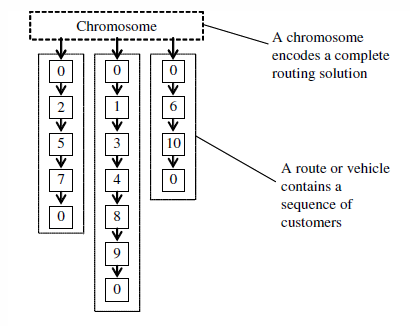 Chromosome
A chromosome
encodes a complete
routing solution
0 0 0
2 1 6
5 3 10
7 4 0
0 8
9
0
A route or vehicle
contains a
sequence of
customers